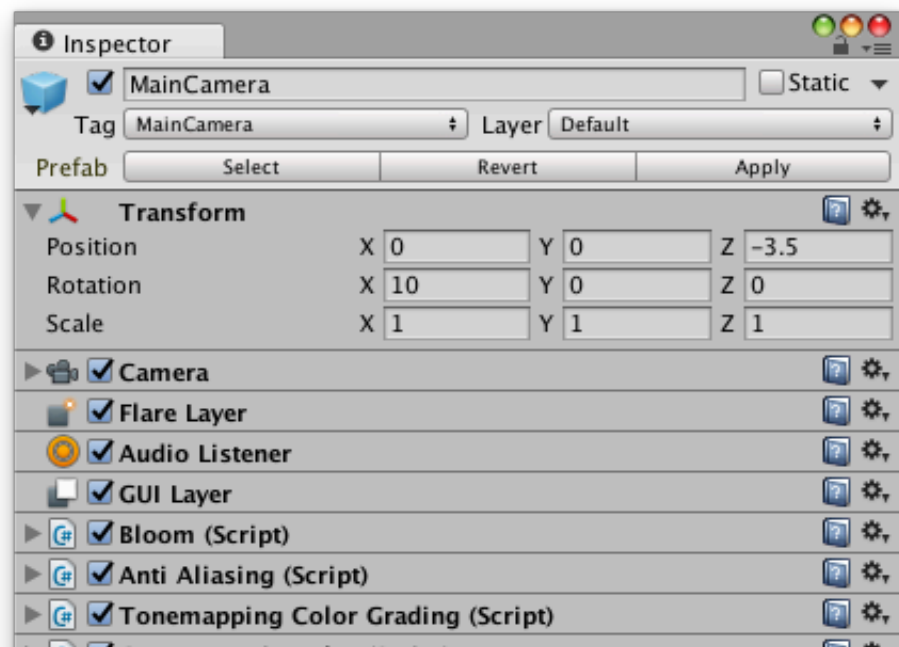 Inspector
MainCamera Static
Tag MainCamera Layer Default
Prefab Select Revert Apply
Transform
Position X 0 Y 0 Z -3.5
Rotation X 10 Y 0 Z 0
Scale X 1 Y 1 Z 1
Camera
Flare Layer
Audio Listener
GUI Layer
Bloom (Script)
Anti Aliasing (Script)
Tonemapping Color Grading (Script)